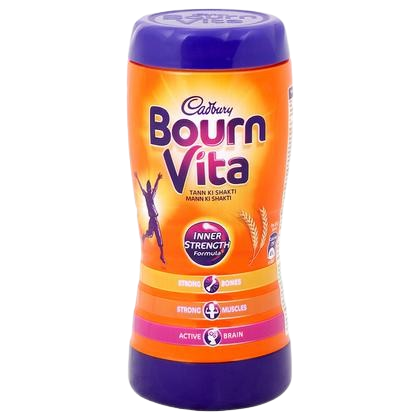 Cadbury
Bourn
Vita
TANN KI SHAKTI
MANN KI SHAKTI
INNER
STRENGTH
Formula
STRONG BONES
STRONG MUSCLES
ACTIVE BRAIN